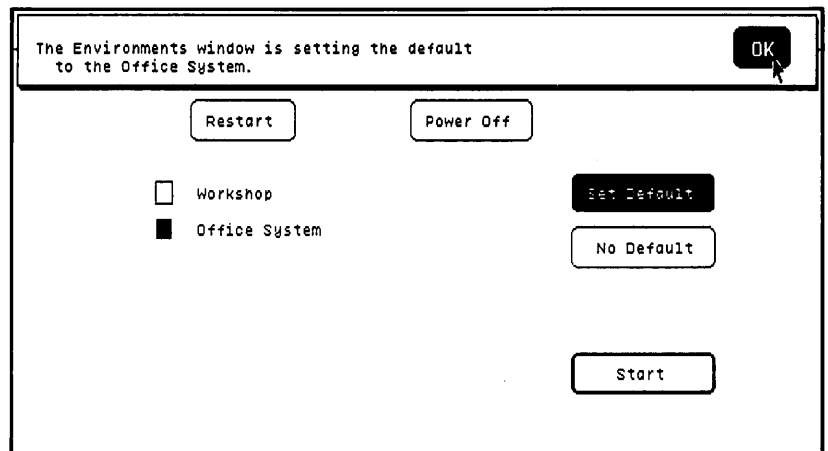 The Environments window is setting the default
to the Office System.
OK
Restart
Power Off
Workshop
Set Default
Office System
No Default
Start